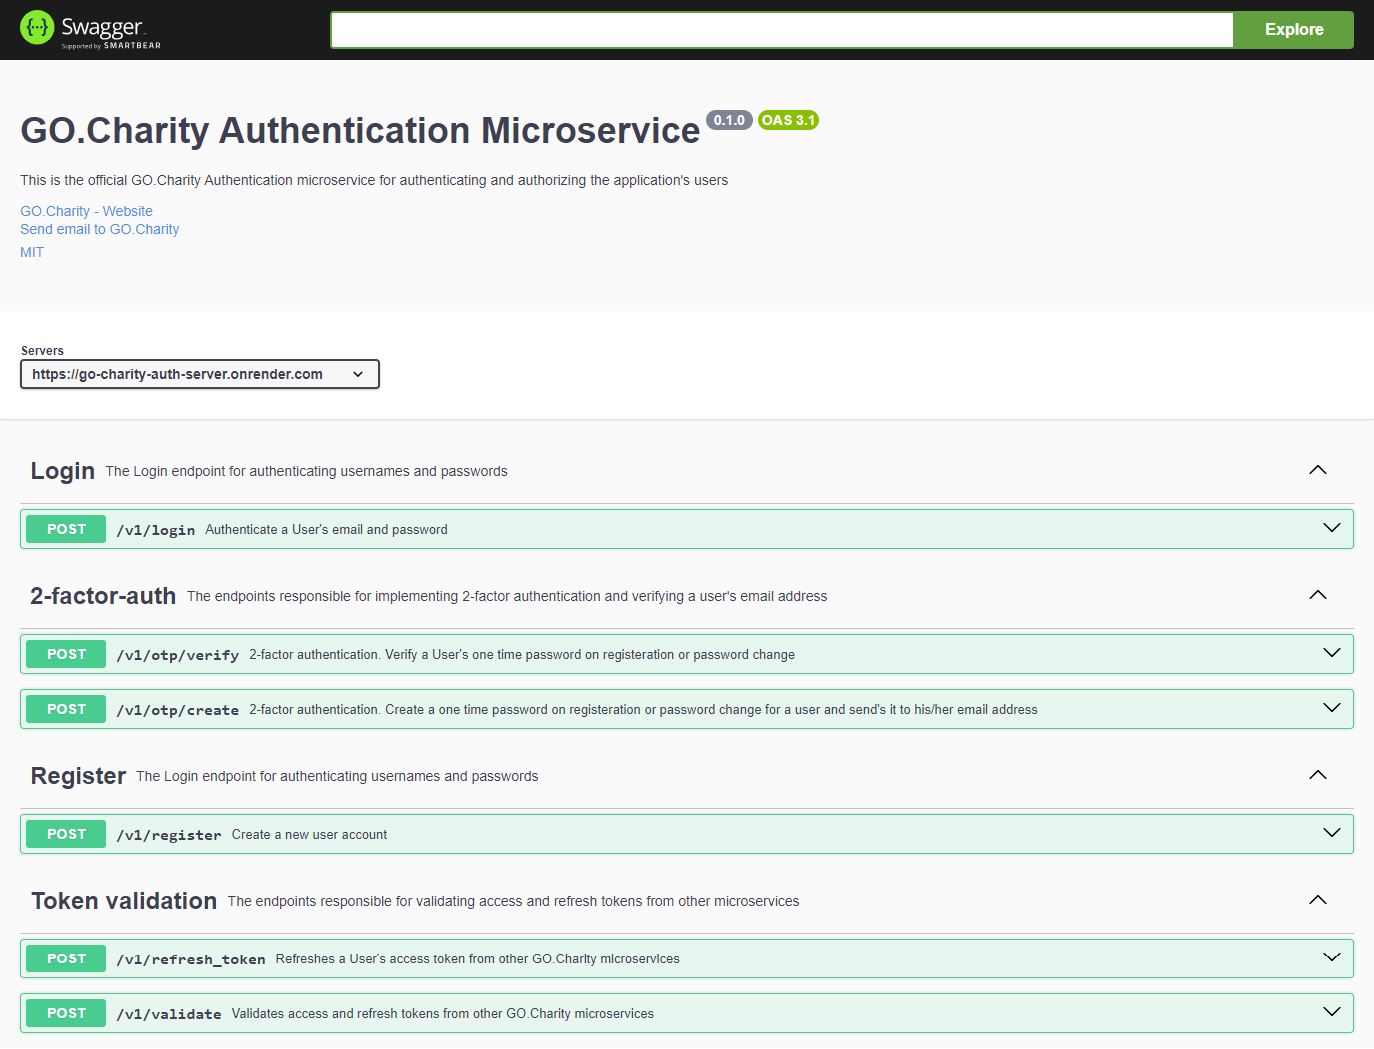 Swagger
Supported by SMARTBEAR
Explore
GO.Charity Authentication Microservice 0.1.0 OAS 3.1
This is the official GO.Charity Authentication microservice for authenticating and authorizing the application's users
GO.Charity - Website
Send email to GO.Charity
MIT
Servers
https://go-charity-auth-server.onrender.com
Login The Login endpoint for authenticating usernames and passwords
POST /v1/login Authenticate a User's email and password
2-factor-auth The endpoints responsible for implementing 2-factor authentication and verifying a user's email address
POST /v1/otp/verify 2-factor authentication. Verify a User's one time password on registeration or password change
POST /v1/otp/create 2-factor authentication. Create a one time password on registeration or password change for a user and send's it to his/her email address
Register The Login endpoint for authenticating usernames and passwords
POST /v1/register Create a new user account
Token validation The endpoints responsible for validating access and refresh tokens from other microservices
POST /v1/refresh_token Refreshes a User's access token from other GO.Charity microservices
POST /v1/validate Validates access and refresh tokens from other GO.Charity microservices